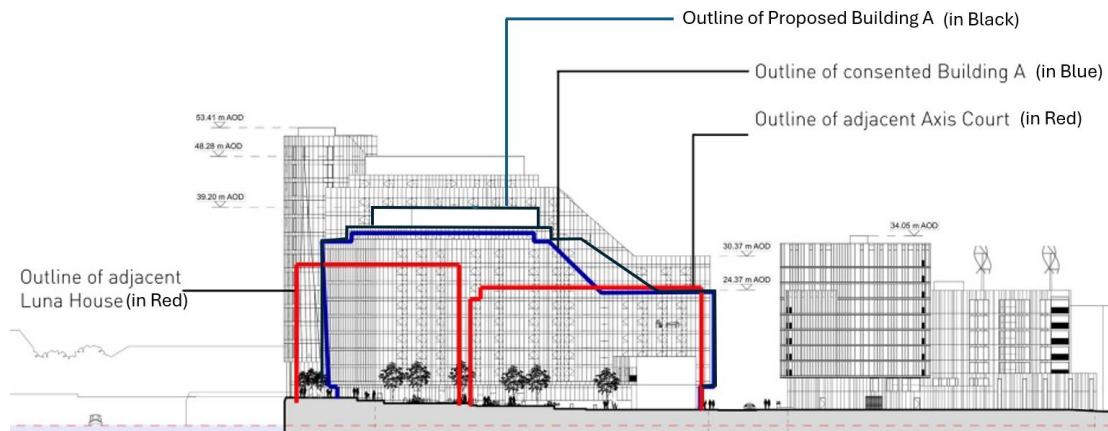 Outline of Proposed Building A (in Black)
Outline of consented Building A (in Blue)
Outline of adjacent Axis Court (in Red)
53.41 m AOD
48.28 m AOD
39.20 m AOD
34.05 m AOD
30.37 m AOD
24.37 m AOD
Outline of adjacent
Luna House (in Red)